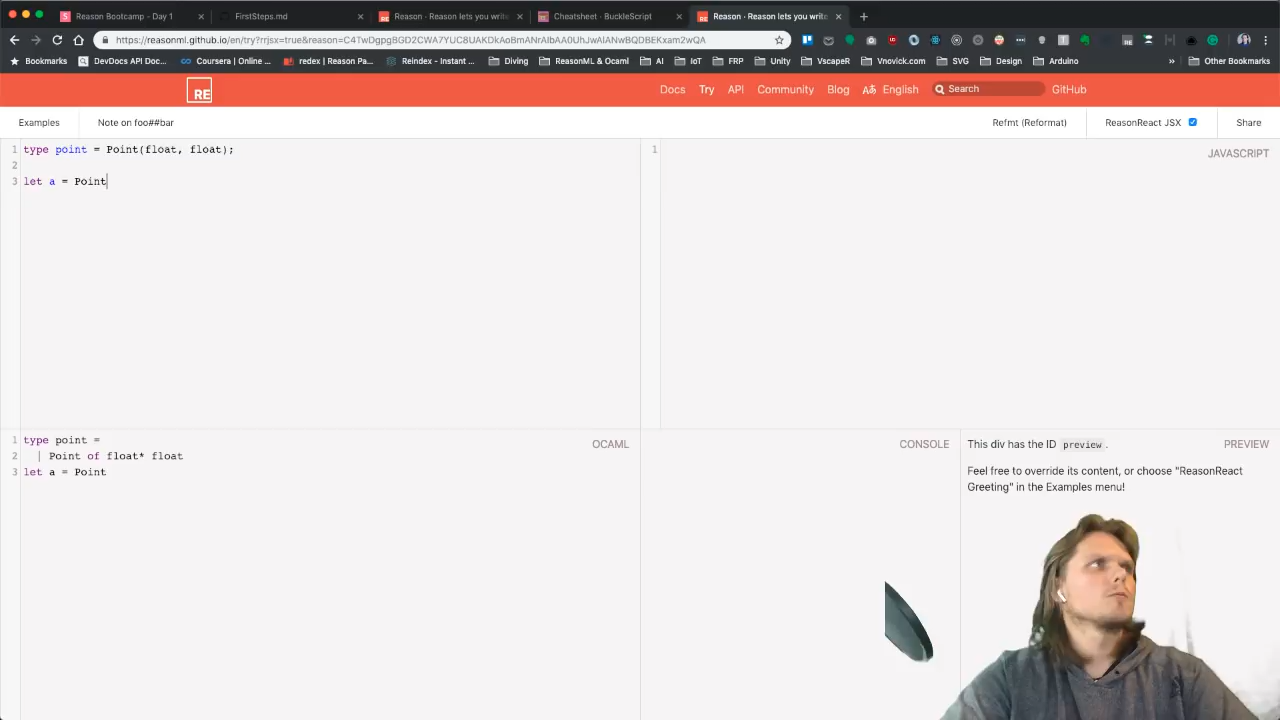 Reason Bootcamp - Day 1
FirstSteps.md
Reason · Reason lets you write
Cheatsheet · BuckleScript
Reason · Reason lets you write
https://reasonml.github.io/en/try?rrjsx=true&reason=C4TwDgpgBGD2CWA7YUC8UAKDkAoBmANrAIbAA0UhJwAIANwBQDBEKxam2wQA
Bookmarks
DevDocs API Doc...
Coursera | Online ...
redex | Reason Pa...
Reindex - Instant ...
Diving
ReasonML & Ocaml
AI
IoT
FRP
Unity
VscapeR
Vnovick.com
SVG
Design
Arduino
»
Other Bookmarks
RE
Docs
Try
API
Community
Blog
English
Search
GitHub
Examples
Note on foo##bar
Refmt (Reformat)
ReasonReact JSX
Share
1 type point = Point(float, float);
2
3 let a = Point
1
JAVASCRIPT
1 type point =
2 | Point of float* float
3 let a = Point
OCAML
CONSOLE
This div has the ID preview.
PREVIEW
Feel free to override its content, or choose "ReasonReact
Greeting" in the Examples menu!